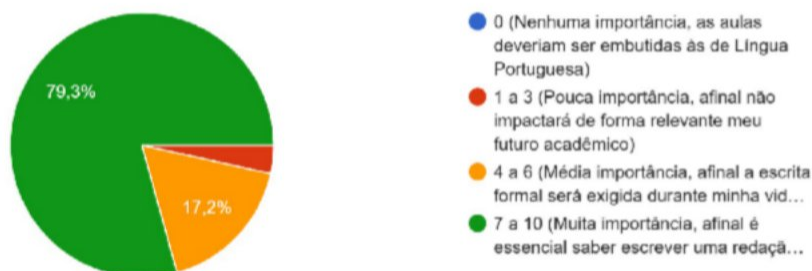 79,3%
17,2%
0 (Nenhuma importância, as aulas
deveriam ser embutidas às de Língua
Portuguesa)
1 a 3 (Pouca importância, afinal não
impactará de forma relevante meu
futuro acadêmico)
4 a 6 (Média importância, afinal a escrita
formal será exigida durante minha vid...
7 a 10 (Muita importância, afinal é
essencial saber escrever uma redaçã...